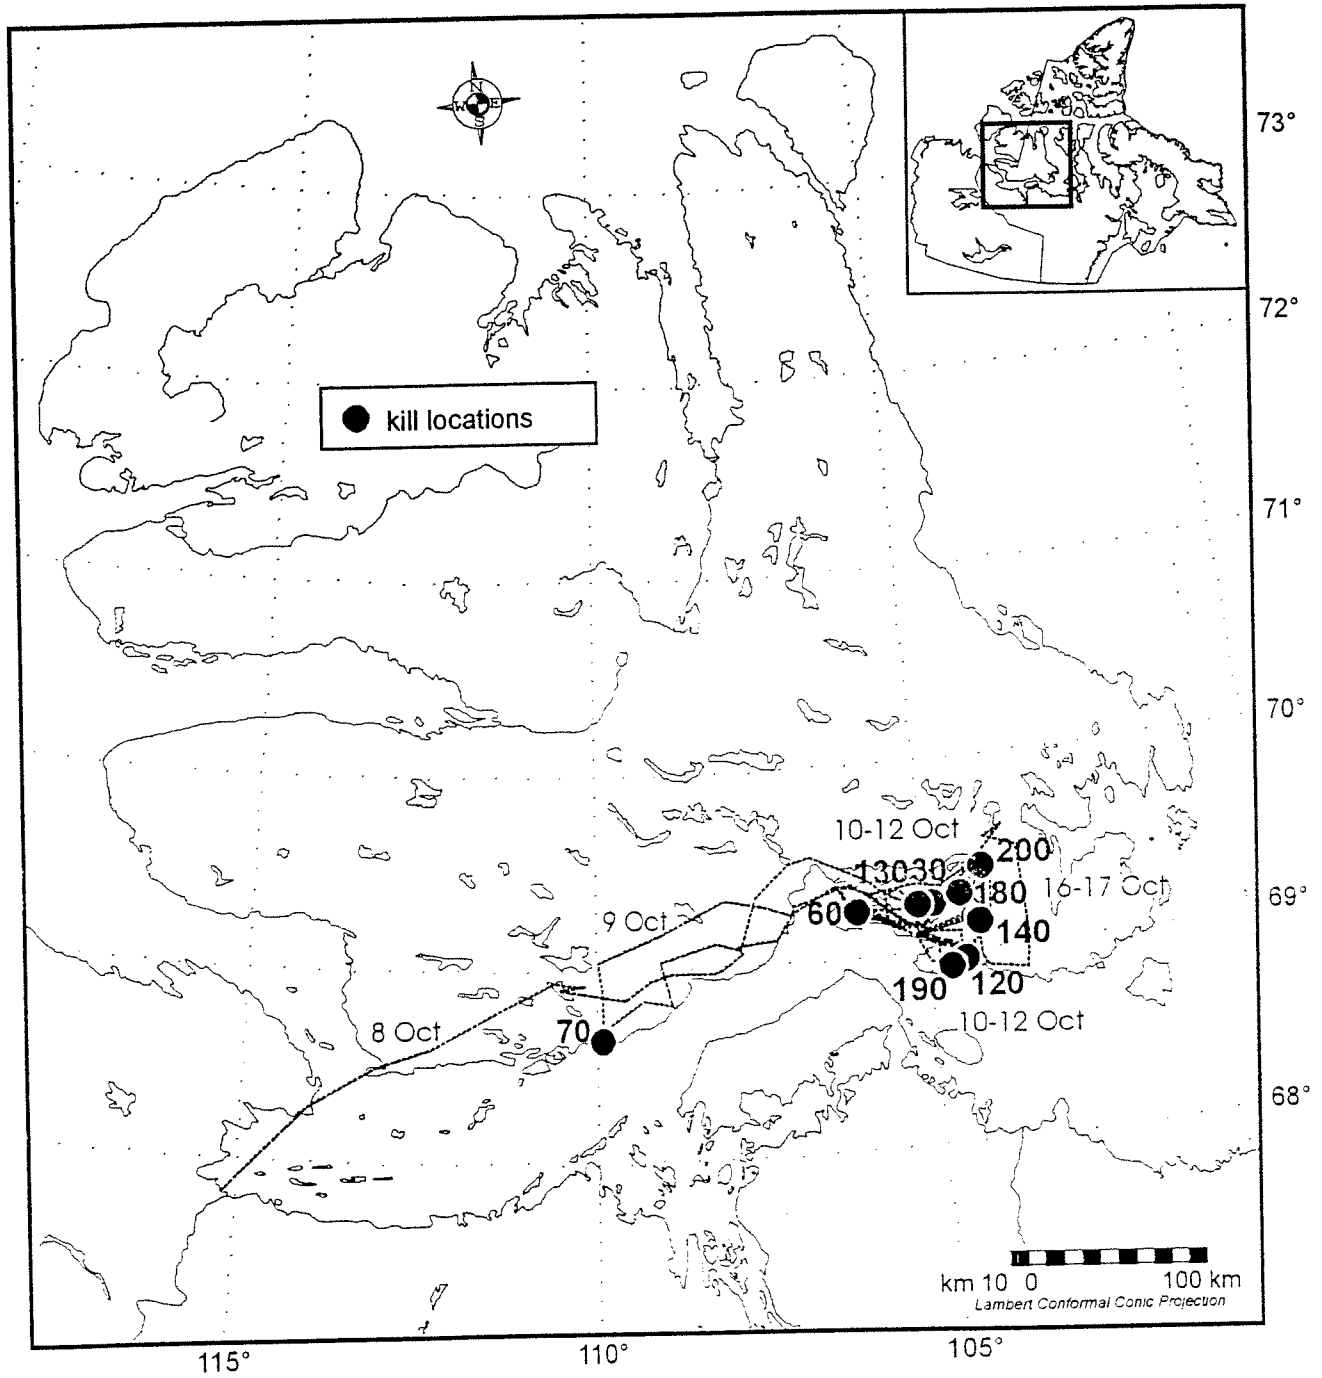 N
W E
S
73°
72°
kill locations
71°
70°
10-12 Oct
200
13030
180
16-17 Oct
9 Oct
60
140
190
120
8 Oct
70
10-12 Oct
68°
69°
km 10 0 100 km
Lambert Conformal Conic Projection
115°
110°
105°